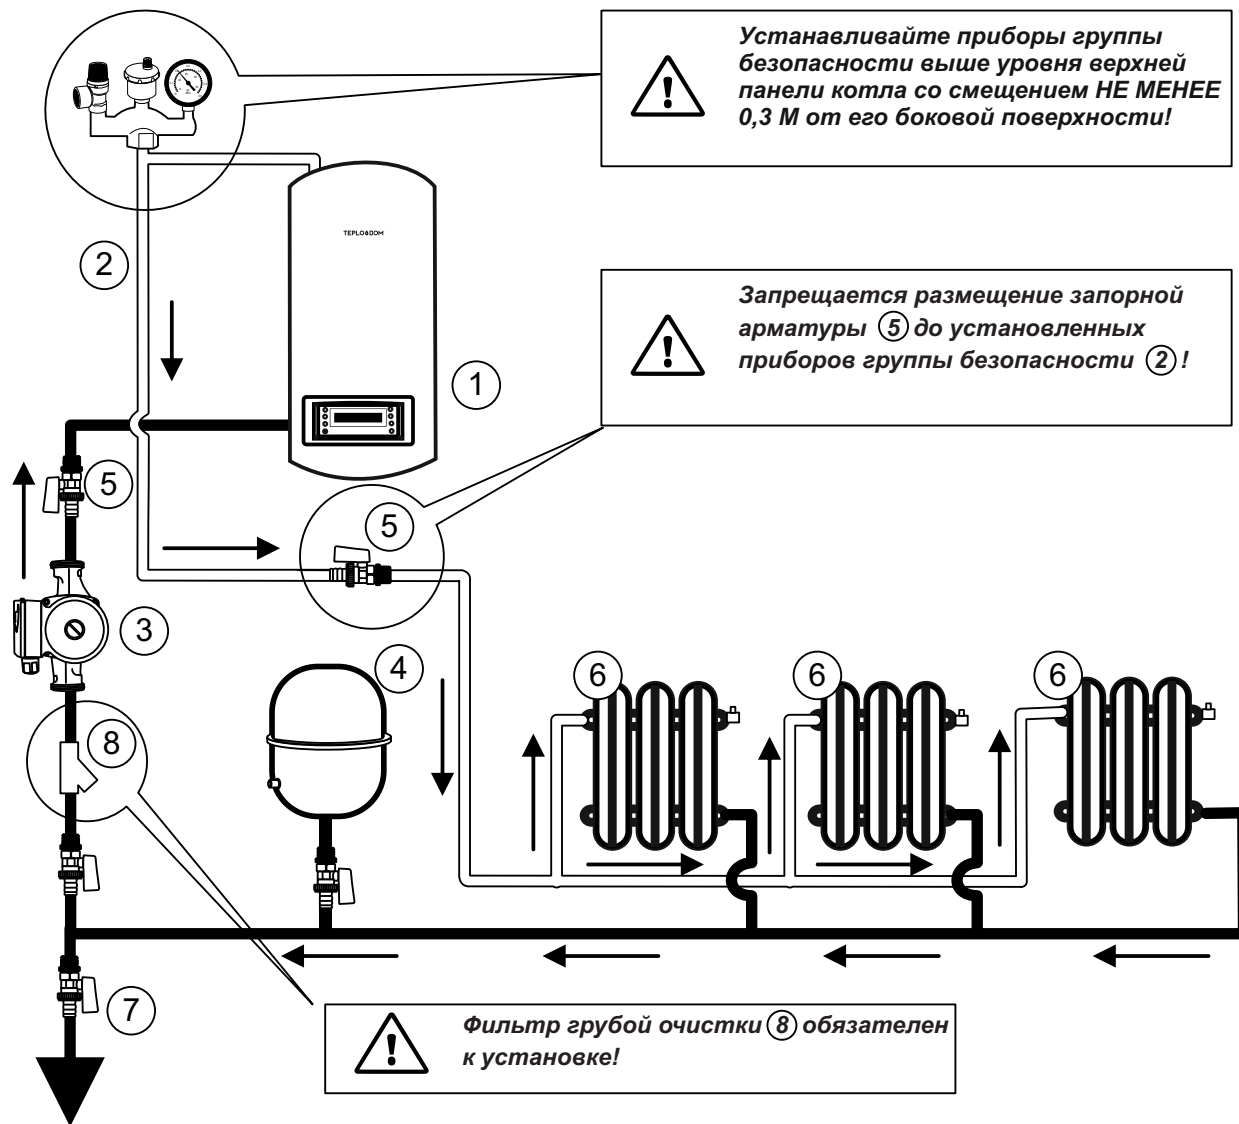 Устанавливайте приборы группы
безопасности выше уровня верхней
панели котла со смещением НЕ МЕНЕЕ
0,3 М от его боковой поверхности!
TEPLODOM
2
Запрещается размещение запорной
арматуры 5 до установленных
приборов группы безопасности 2 !
1
5
5
3
4
6
6
6
8
7
Фильтр грубой очистки 8 обязателен
к установке!